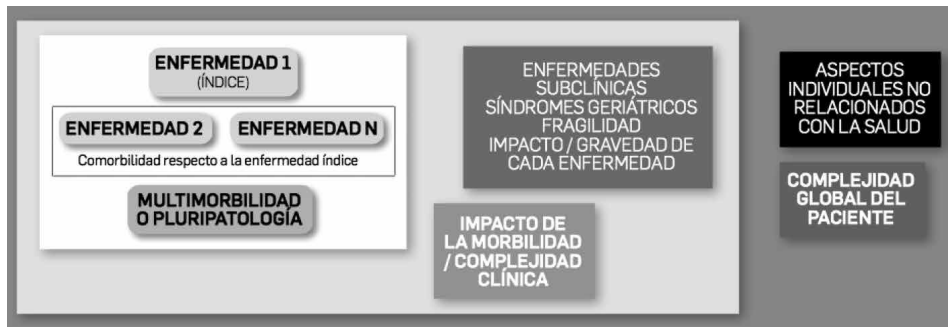 ENFERMEDAD 1
(ÍNDICE)
ENFERMEDAD 2
ENFERMEDAD N
Comorbilidad respecto a la enfermedad índice
MULTIMORBILIDAD
O PLURIPATOLOGÍA
ENFERMEDADES
SUBCLÍNICAS
SÍNDROMES GERIÁTRICOS
FRAGILIDAD
IMPACTO / GRAVEDAD DE
CADA ENFERMEDAD
IMPACTO DE
LA MORBILIDAD
/ COMPLEJIDAD
CLÍNICA
ASPECTOS
INDIVIDUALES NO
RELACIONADOS
CON LA SALUD
COMPLEJIDAD
GLOBAL DEL
PACIENTE